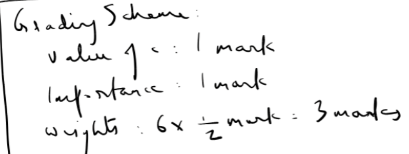 Grading Scheme:
Value of c : 1 mark
Importance : 1 mark
weights : 6 x 1/2 mark = 3 marks